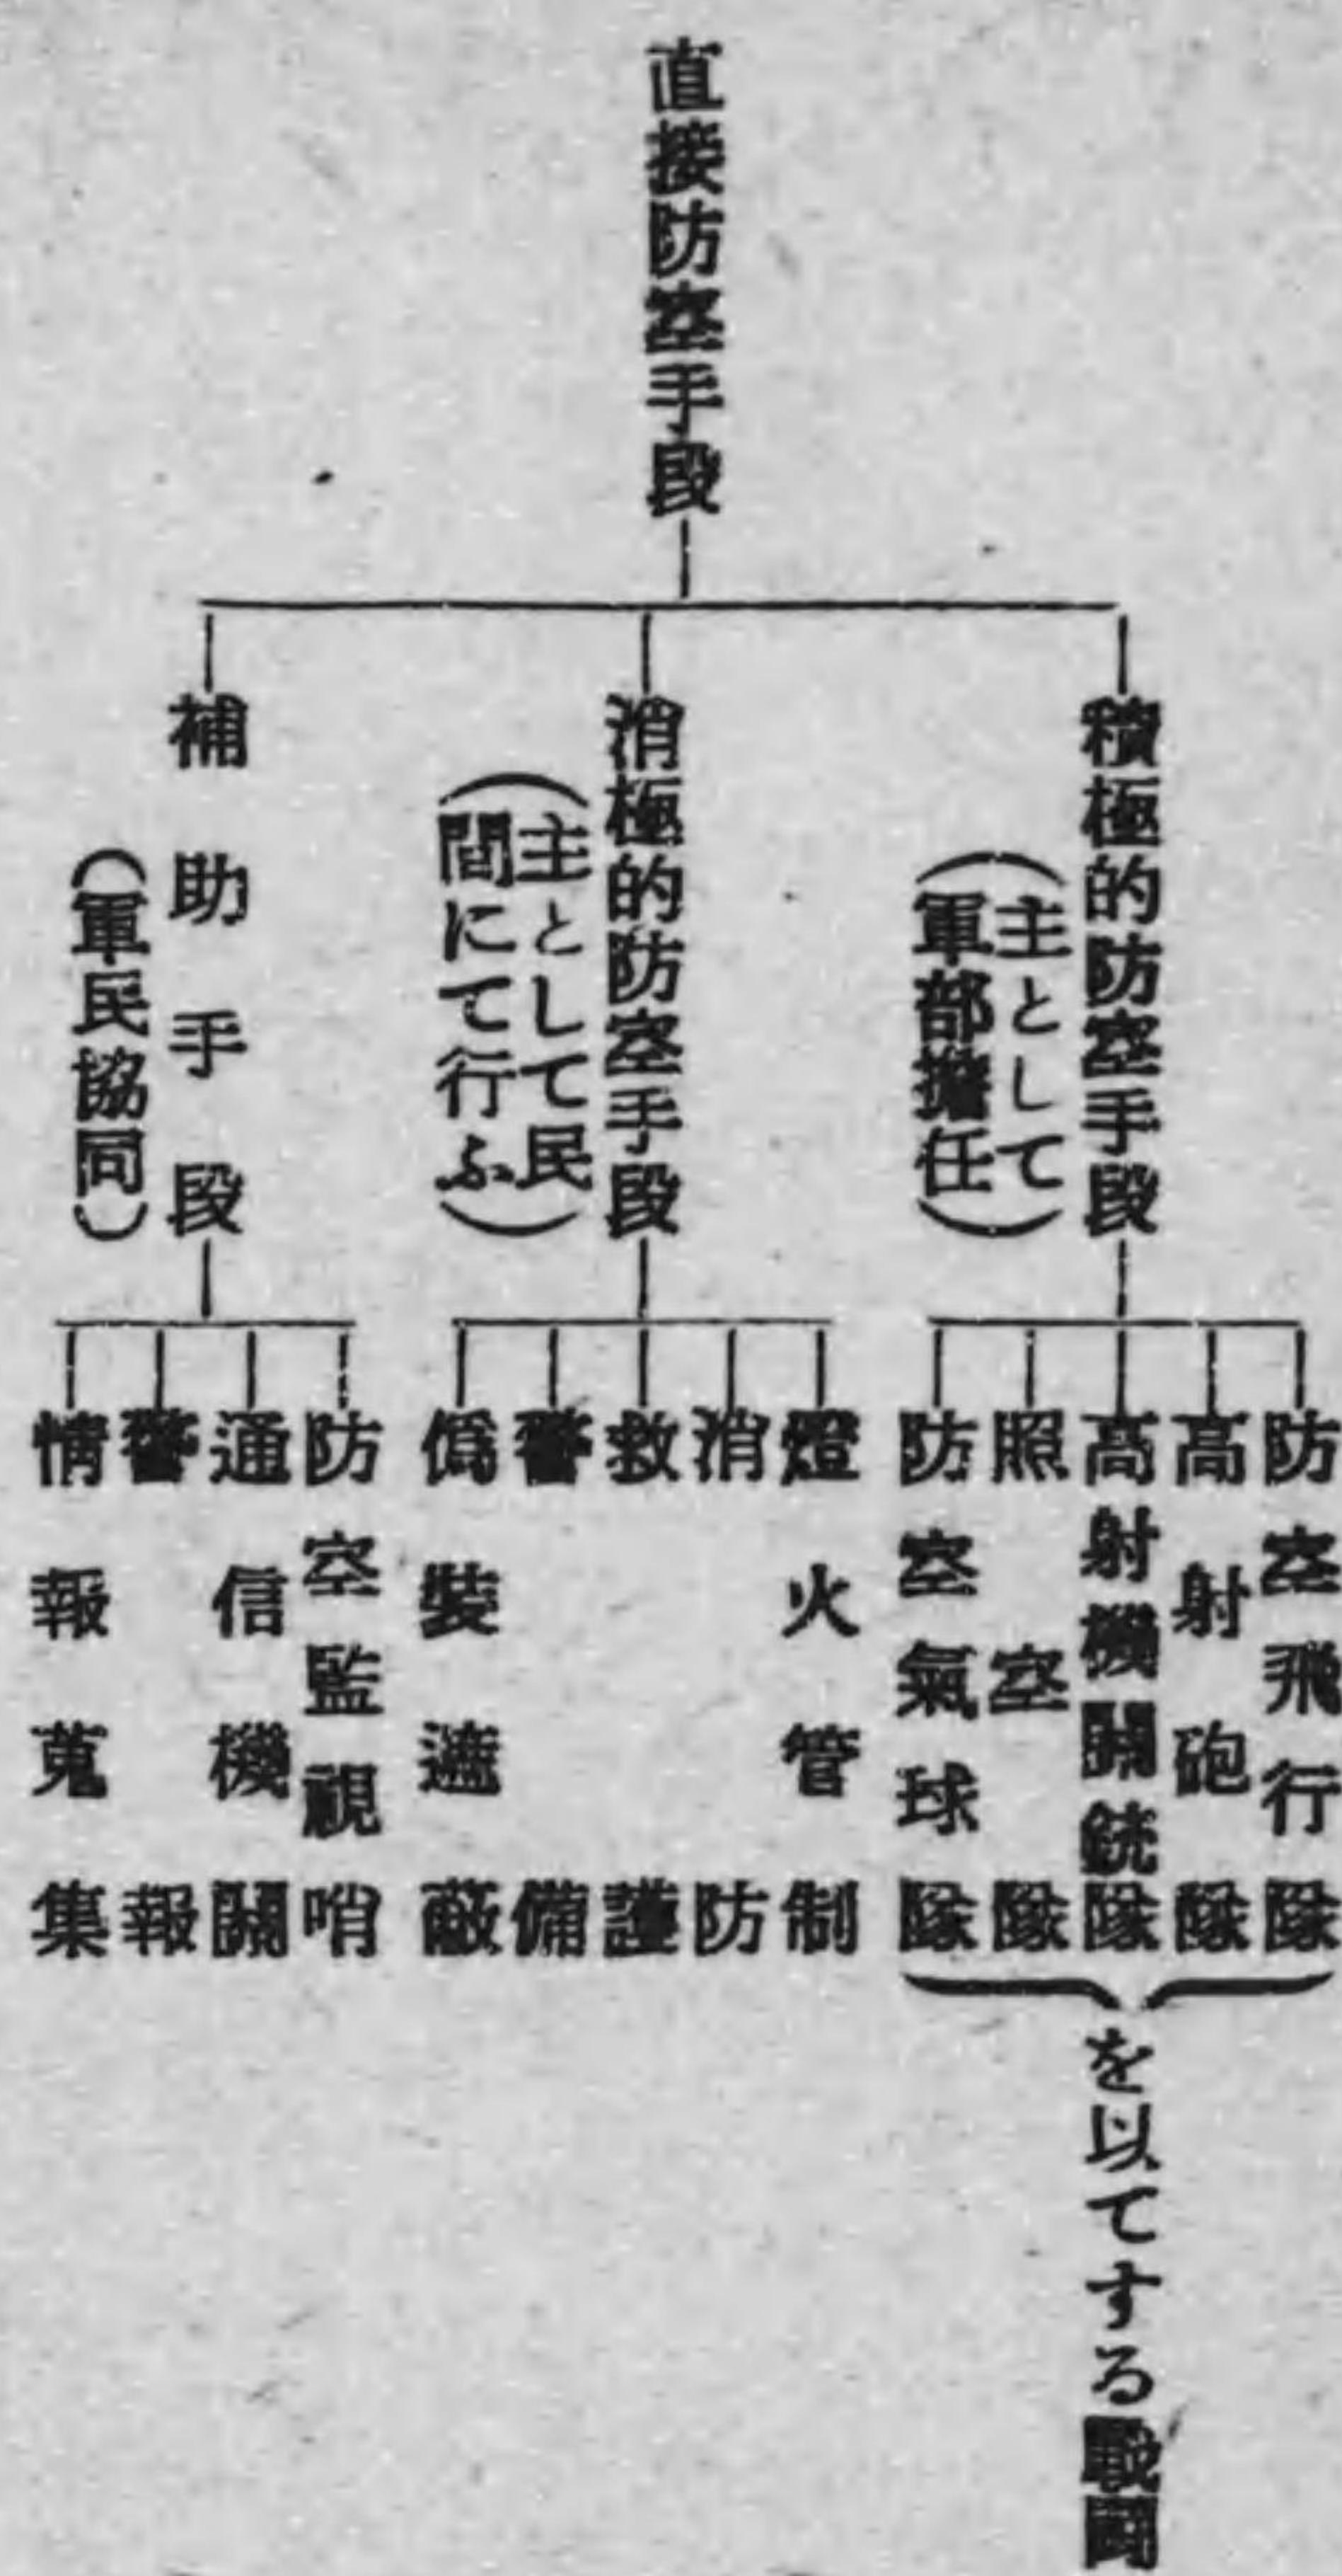 直接防空手段
積極的防空手段
(主として
軍部擔任)
防空飛行隊
高射砲隊
高射機關銃隊
照空隊
防空氣球隊
を以てする戰鬪
消極的防空手段
(主として民
間にて行ふ)
燈火管制
消防
救護
警備
僞裝遮蔽
補助手段
(軍民協同)
防空監視哨
通信機關
警報
情報蒐集